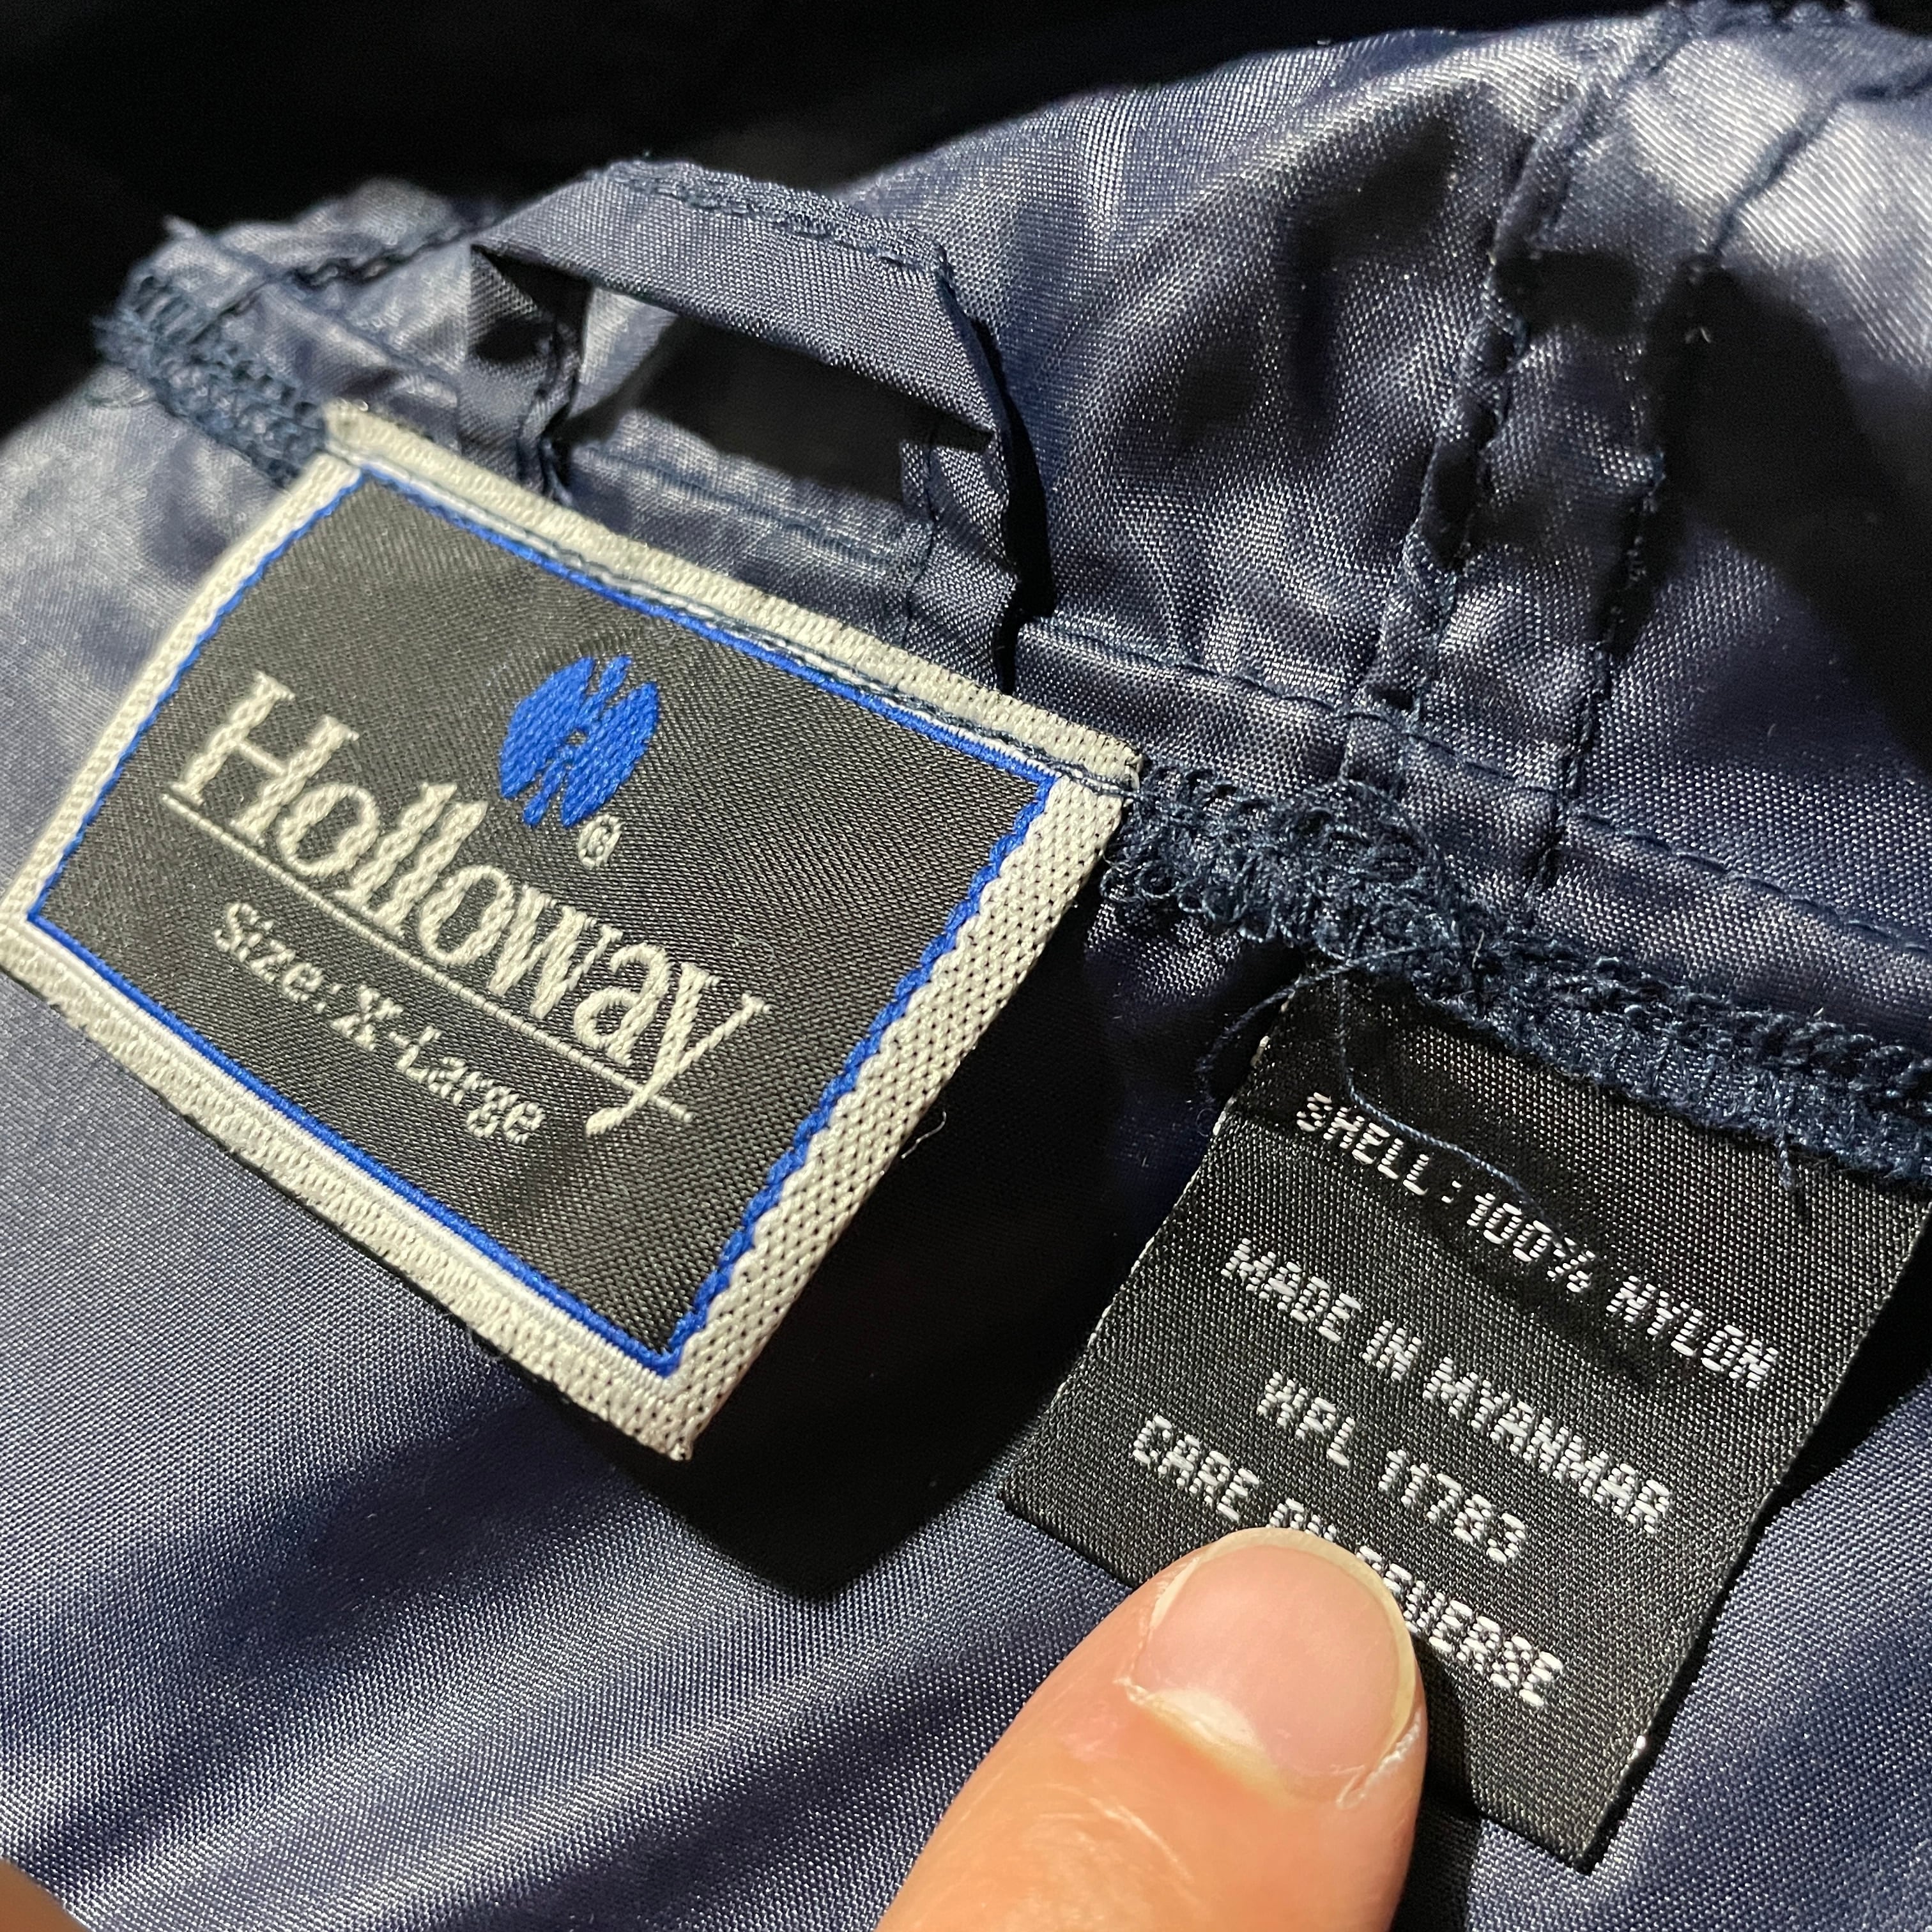 Holloway®
Size: X-Large
SHELL: 100% NYLON
MADE IN MYANMAR
WPL 11783
CARE ON REVERSE